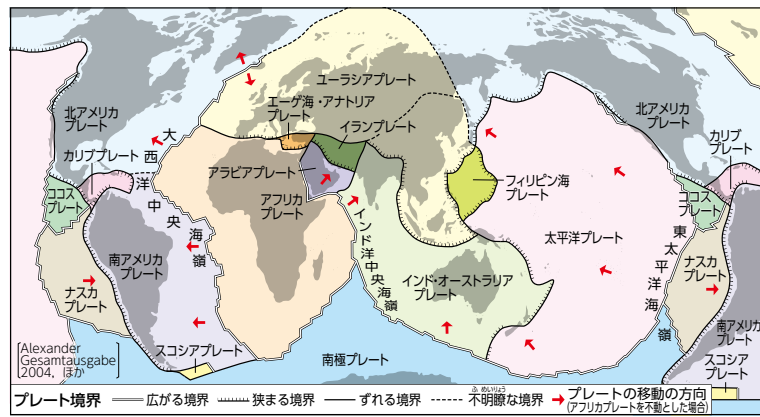 ユーラシアプレート
エーゲ海・アナトリア
プレート
イランプレート
北アメリカ
プレート
大西洋中央海嶺
カリブプレート
アラビアプレート
アフリカ
プレート
ココス
プレート
南アメリカ
プレート
ナスカ
プレート
インド洋中央海嶺
フィリピン海
プレート
北アメリカ
プレート
カリブ
プレート
ココス
プレート
太平洋プレート
東太平洋海嶺
インド・オーストラリア
プレート
ナスカ
プレート
南アメリカ
プレート
スコシア
プレート
スコシアプレート
南極プレート
[Alexander
Gesamtausgabe
2004，ほか]
プレート境界
広がる境界
狭まる境界
ずれる境界
ふめいりょう
不明瞭な境界
プレートの移動の方向
(アフリカプレートを不動とした場合)